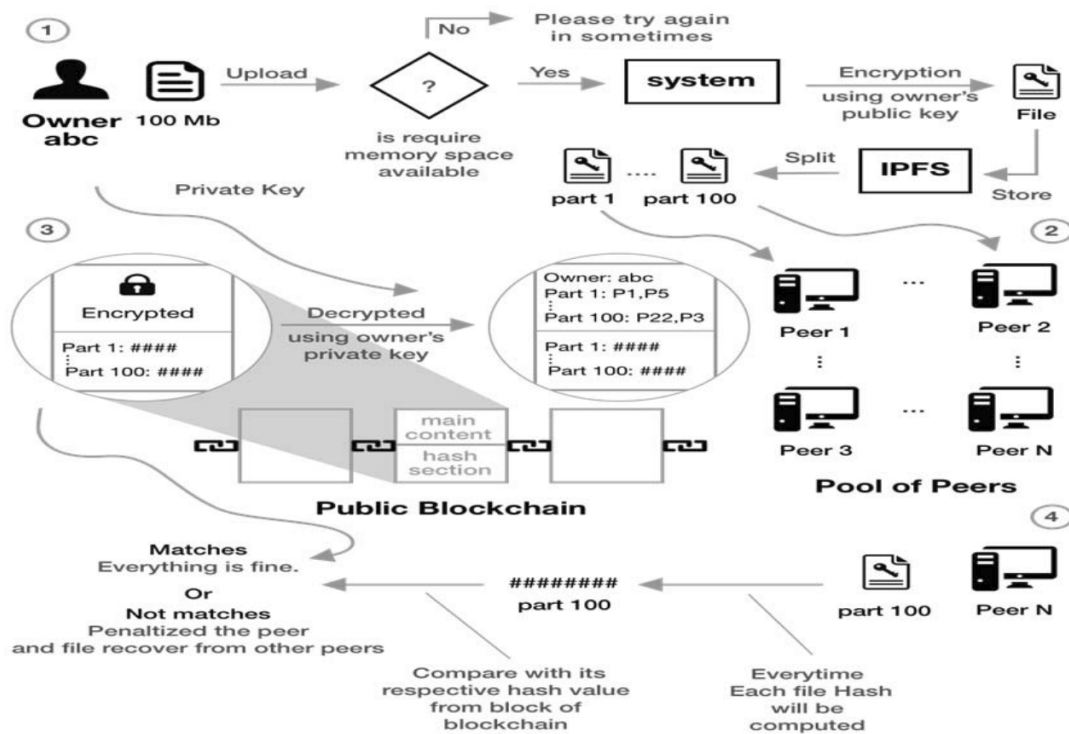 1
No
Please try again
in sometimes
Upload
?
Yes
system
Encryption
using owner's
public key
Owner
abc
100 Mb
File
is require
memory space
available
Split
IPFS
Store
part 1
....
part 100
Private Key
3
2
Encrypted
Part 1: ####
⋮
Part 100: ####
Decrypted
using owner's
private key
Owner: abc
Part 1: P1,P5
⋮
Part 100: P22,P3
Part 1: ####
⋮
Part 100: ####
Peer 1
...
Peer 2
...
...
Peer 3
...
Peer N
Pool of Peers
main
content
hash
section
Public Blockchain
4
Matches
Everything is fine.
Or
Not matches
Penaltized the peer
and file recover from other peers
########
part 100
part 100
Peer N
Compare with its
respective hash value
from block of
blockchain
Everytime
Each file Hash
will be
computed